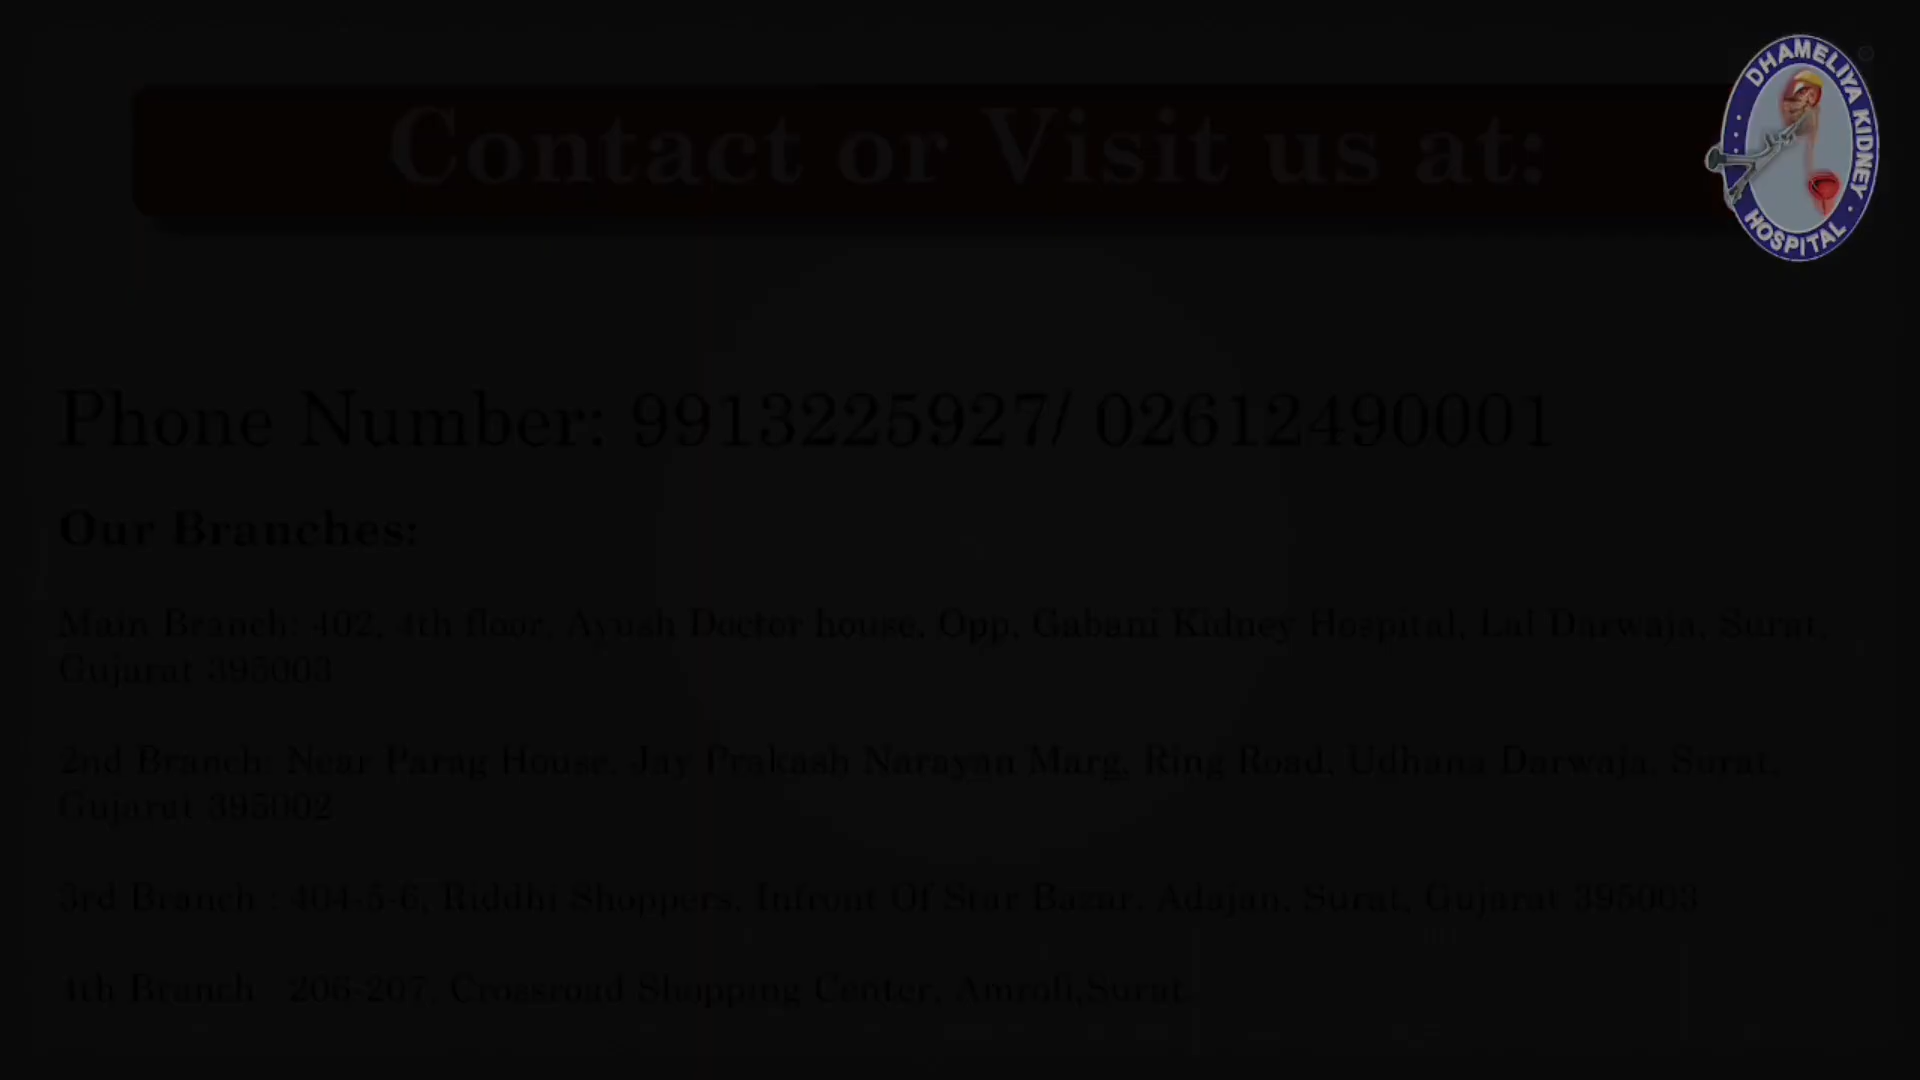 DHAMELIYA KIDNEY
HOSPITAL
Contact or Visit us at:
Phone Number: 9913225927/ 02612490001
Our Branches:
Main Branch: 402, 4th floor, Ayush Doctor house, Opp, Gabani Kidney Hospital, Lal Darwaja, Surat,
Gujarat 395003
2nd Branch: Near Parag House, Jay Prakash Narayan Marg, Ring Road, Udhana Darwaja, Surat,
Gujarat 395002
3rd Branch : 404-5-6, Riddhi Shoppers, Infront Of Star Bazar, Adajan, Surat, Gujarat 395003
4th Branch : 206-207, Crossroad Shopping Center, Amroli,Surat.